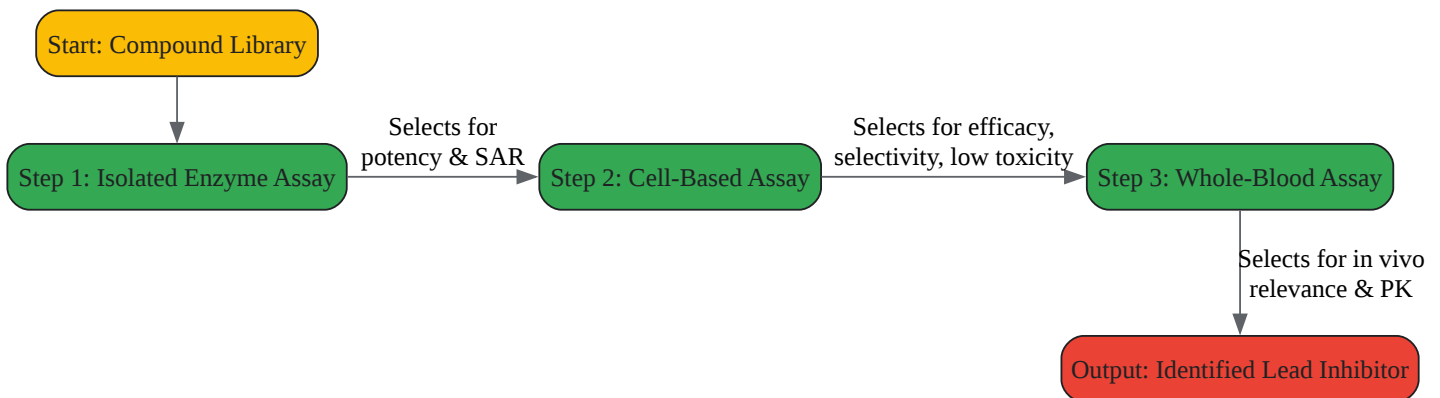 Start: Compound Library
Selects for
potency & SAR
Selects for efficacy,
selectivity, low toxicity
Step 1: Isolated Enzyme Assay
Step 2: Cell-Based Assay
Step 3: Whole-Blood Assay
Selects for in vivo
relevance & PK
Output: Identified Lead Inhibitor